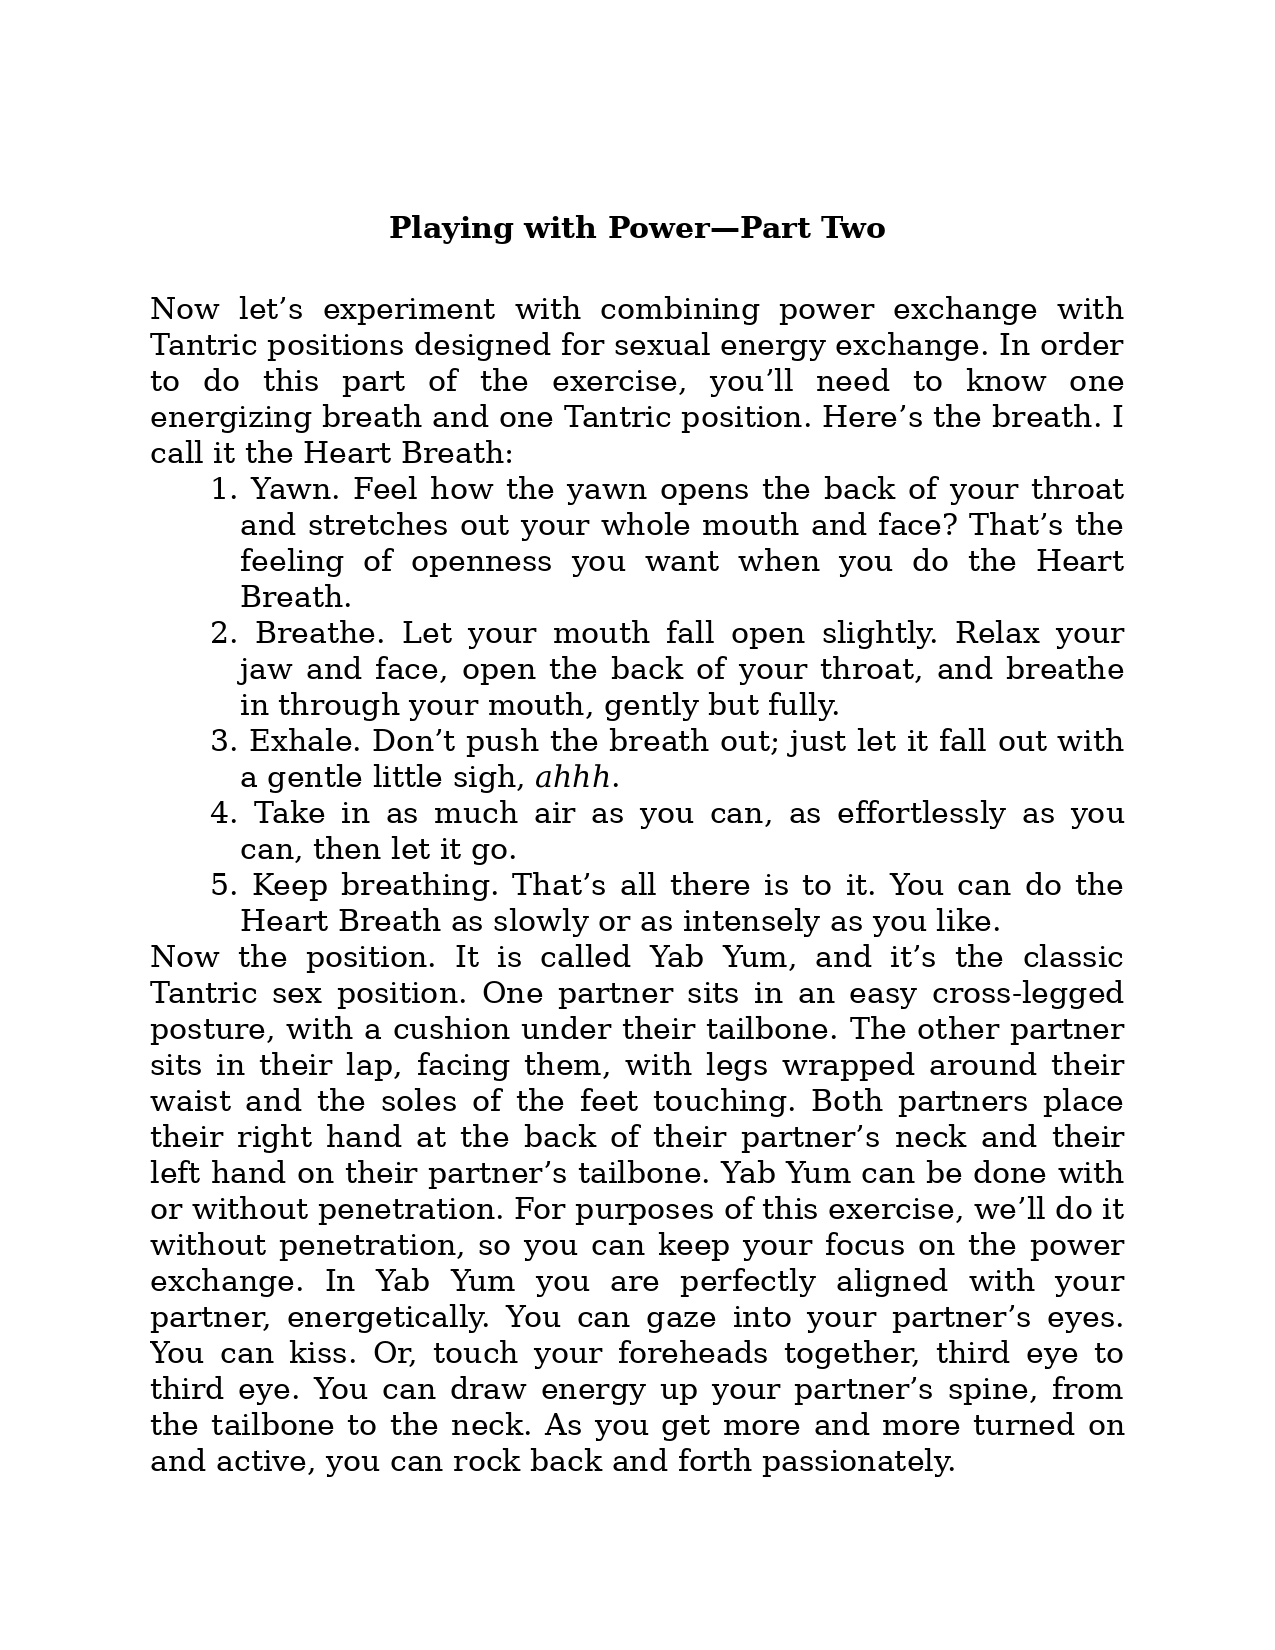 Playing with Power—Part Two
Now let’s experiment with combining power exchange with
Tantric positions designed for sexual energy exchange. In order
to do this part of the exercise, you’ll need to know one
energizing breath and one Tantric position. Here’s the breath. I
call it the Heart Breath:
1. Yawn. Feel how the yawn opens the back of your throat
and stretches out your whole mouth and face? That’s the
feeling of openness you want when you do the Heart
Breath.
2. Breathe. Let your mouth fall open slightly. Relax your
jaw and face, open the back of your throat, and breathe
in through your mouth, gently but fully.
3. Exhale. Don’t push the breath out; just let it fall out with
a gentle little sigh, ahhh.
4. Take in as much air as you can, as effortlessly as you
can, then let it go.
5. Keep breathing. That’s all there is to it. You can do the
Heart Breath as slowly or as intensely as you like.
Now the position. It is called Yab Yum, and it’s the classic
Tantric sex position. One partner sits in an easy cross-legged
posture, with a cushion under their tailbone. The other partner
sits in their lap, facing them, with legs wrapped around their
waist and the soles of the feet touching. Both partners place
their right hand at the back of their partner’s neck and their
left hand on their partner’s tailbone. Yab Yum can be done with
or without penetration. For purposes of this exercise, we’ll do it
without penetration, so you can keep your focus on the power
exchange. In Yab Yum you are perfectly aligned with your
partner, energetically. You can gaze into your partner’s eyes.
You can kiss. Or, touch your foreheads together, third eye to
third eye. You can draw energy up your partner’s spine, from
the tailbone to the neck. As you get more and more turned on
and active, you can rock back and forth passionately.